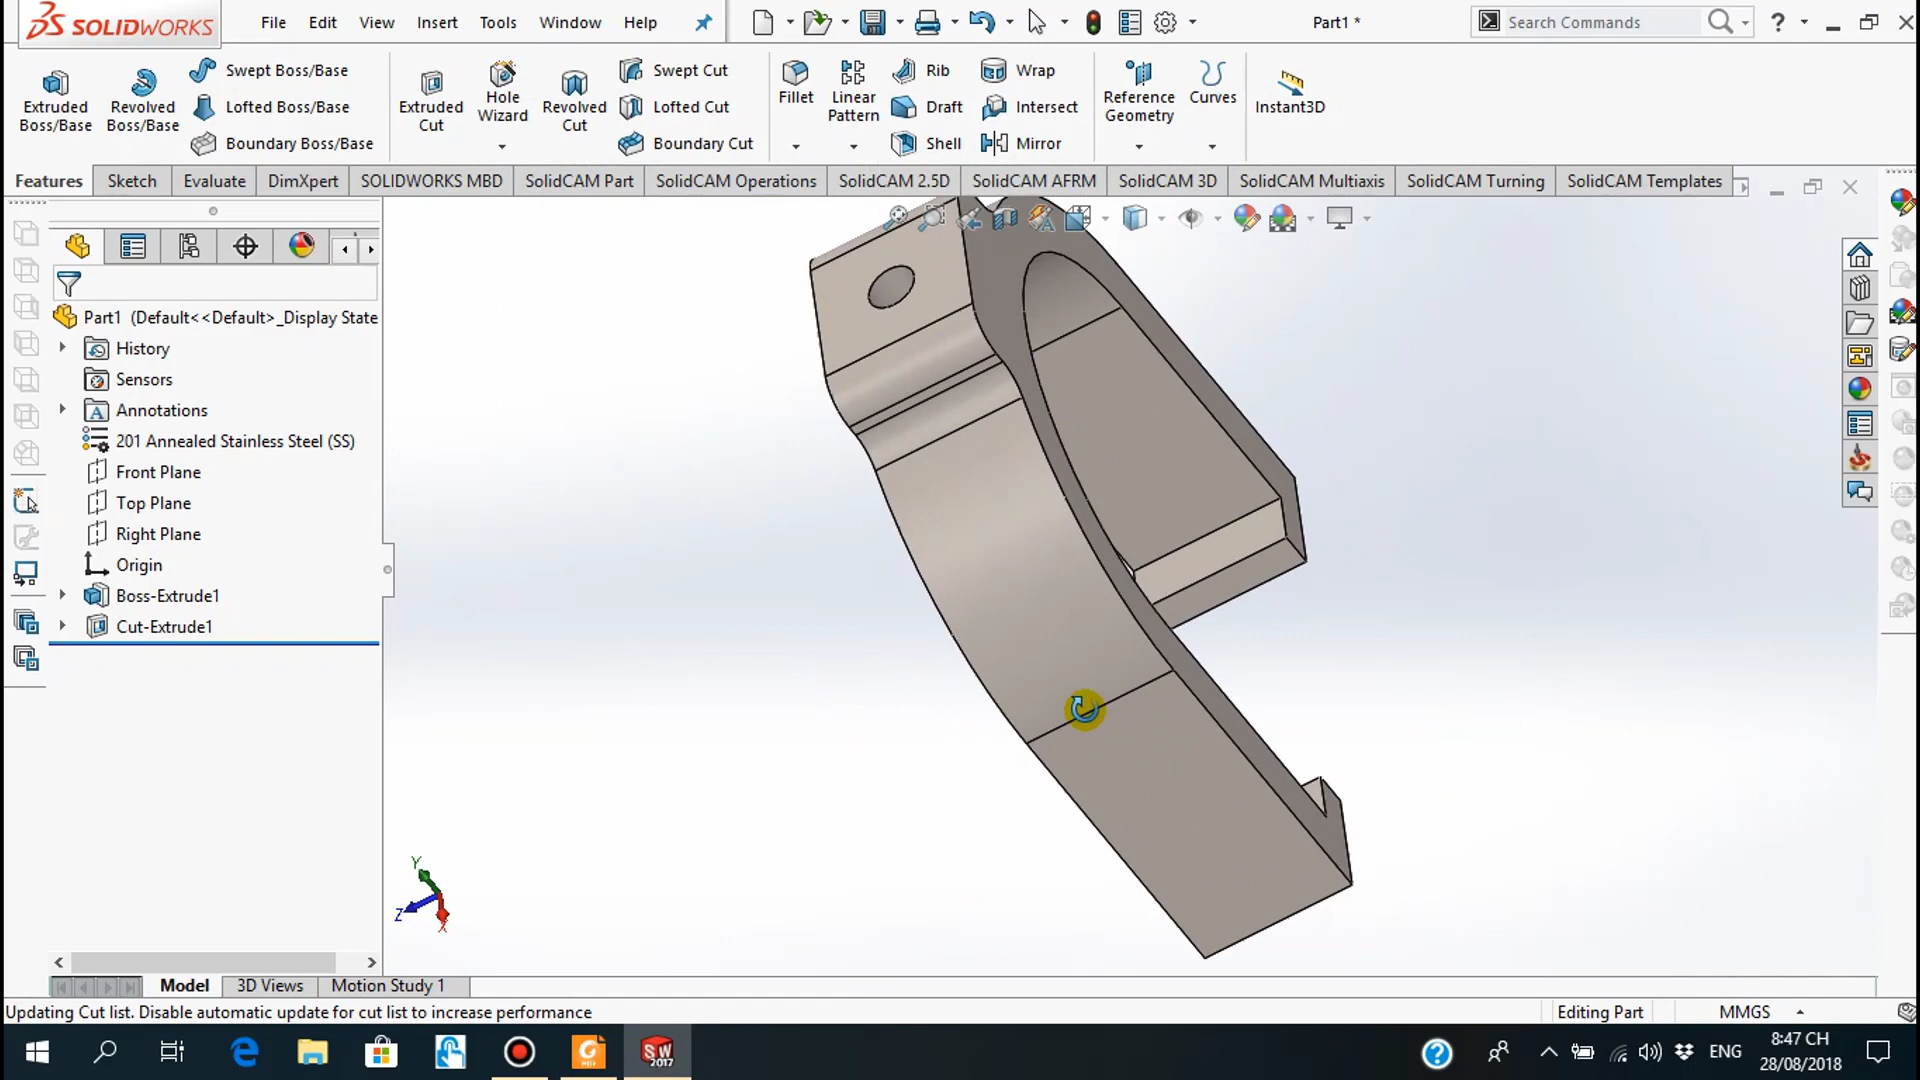 SOLIDWORKS File Edit View Insert Tools Window Help Part1 * Search Commands ?
Extruded Boss/Base
Revolved Boss/Base
Swept Boss/Base
Lofted Boss/Base
Boundary Boss/Base
Extruded Cut
Hole Wizard
Revolved Cut
Swept Cut
Lofted Cut
Boundary Cut
Fillet
Linear Pattern
Rib
Draft
Shell
Wrap
Intersect
Mirror
Reference Geometry
Curves
Instant3D
Features Sketch Evaluate DimXpert SOLIDWORKS MBD SolidCAM Part SolidCAM Operations SolidCAM 2.5D SolidCAM AFRM SolidCAM 3D SolidCAM Multiaxis SolidCAM Turning SolidCAM Templates
Part1 (Default<<Default>_Display State
History
Sensors
Annotations
201 Annealed Stainless Steel (SS)
Front Plane
Top Plane
Right Plane
Origin
Boss-Extrude1
Cut-Extrude1
Y
Z
X
Model 3D Views Motion Study 1
Updating Cut list. Disable automatic update for cut list to increase performance Editing Part MMGS
ENG 8:47 CH
28/08/2018